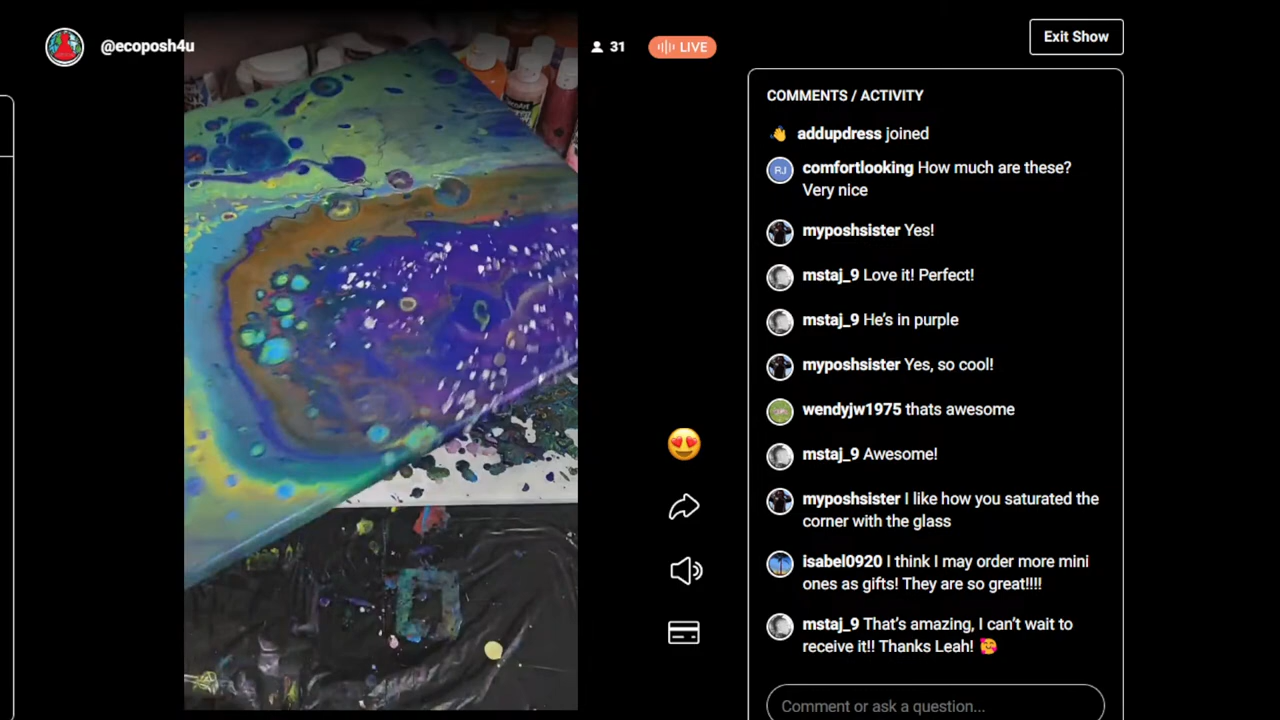 @ecoposh4u
31
LIVE
Exit Show
COMMENTS / ACTIVITY
addupdress joined
RJ
comfortlooking How much are these?
Very nice
myposhsister Yes!
mstaj_9 Love it! Perfect!
mstaj_9 He's in purple
myposhsister Yes, so cool!
wendyjw1975 thats awesome
mstaj_9 Awesome!
myposhsister I like how you saturated the
corner with the glass
isabel0920 I think I may order more mini
ones as gifts! They are so great!!!!
mstaj_9 That's amazing, I can't wait to
receive it!! Thanks Leah! 🥰
Comment or ask a question...